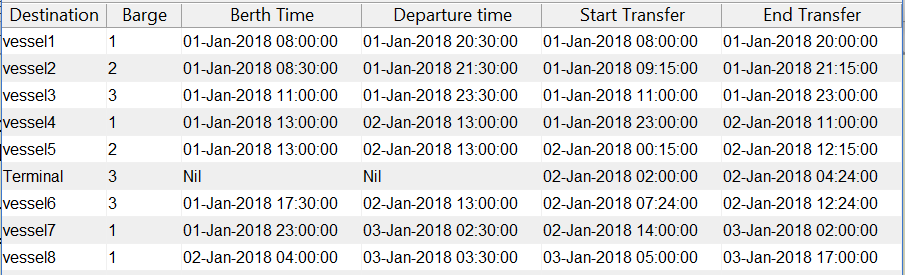 Destination Barge Berth Time Departure time Start Transfer End Transfer
vessel1 1 01-Jan-2018 08:00:00 01-Jan-2018 20:30:00 01-Jan-2018 08:00:00 01-Jan-2018 20:00:00
vessel2 2 01-Jan-2018 08:30:00 01-Jan-2018 21:30:00 01-Jan-2018 09:15:00 01-Jan-2018 21:15:00
vessel3 3 01-Jan-2018 11:00:00 01-Jan-2018 23:30:00 01-Jan-2018 11:00:00 01-Jan-2018 23:00:00
vessel4 1 01-Jan-2018 13:00:00 02-Jan-2018 13:00:00 01-Jan-2018 23:00:00 02-Jan-2018 11:00:00
vessel5 2 01-Jan-2018 13:00:00 02-Jan-2018 13:00:00 02-Jan-2018 00:15:00 02-Jan-2018 12:15:00
Terminal 3 Nil Nil 02-Jan-2018 02:00:00 02-Jan-2018 04:24:00
vessel6 3 01-Jan-2018 17:30:00 02-Jan-2018 13:00:00 02-Jan-2018 07:24:00 02-Jan-2018 12:24:00
vessel7 1 01-Jan-2018 23:00:00 03-Jan-2018 02:30:00 02-Jan-2018 14:00:00 03-Jan-2018 02:00:00
vessel8 1 02-Jan-2018 04:00:00 03-Jan-2018 03:30:00 03-Jan-2018 05:00:00 03-Jan-2018 17:00:00